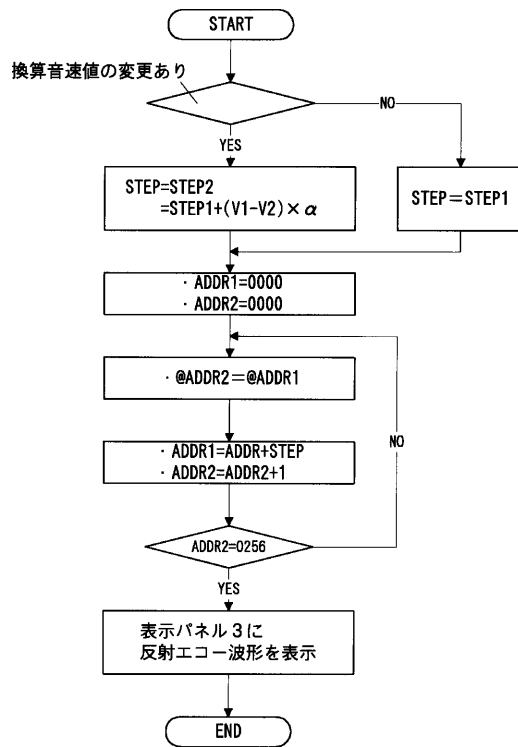 START
換算音速値の変更あり
NO
YES
STEP=STEP2
=STEP1+(V1-V2)×α
STEP=STEP1
・ADDR1=0000
・ADDR2=0000
・@ADDR2=@ADDR1
・ADDR1=ADDR+STEP
・ADDR2=ADDR2+1
NO
ADDR2=0256
YES
表示パネル3に
反射エコー波形を表示
END